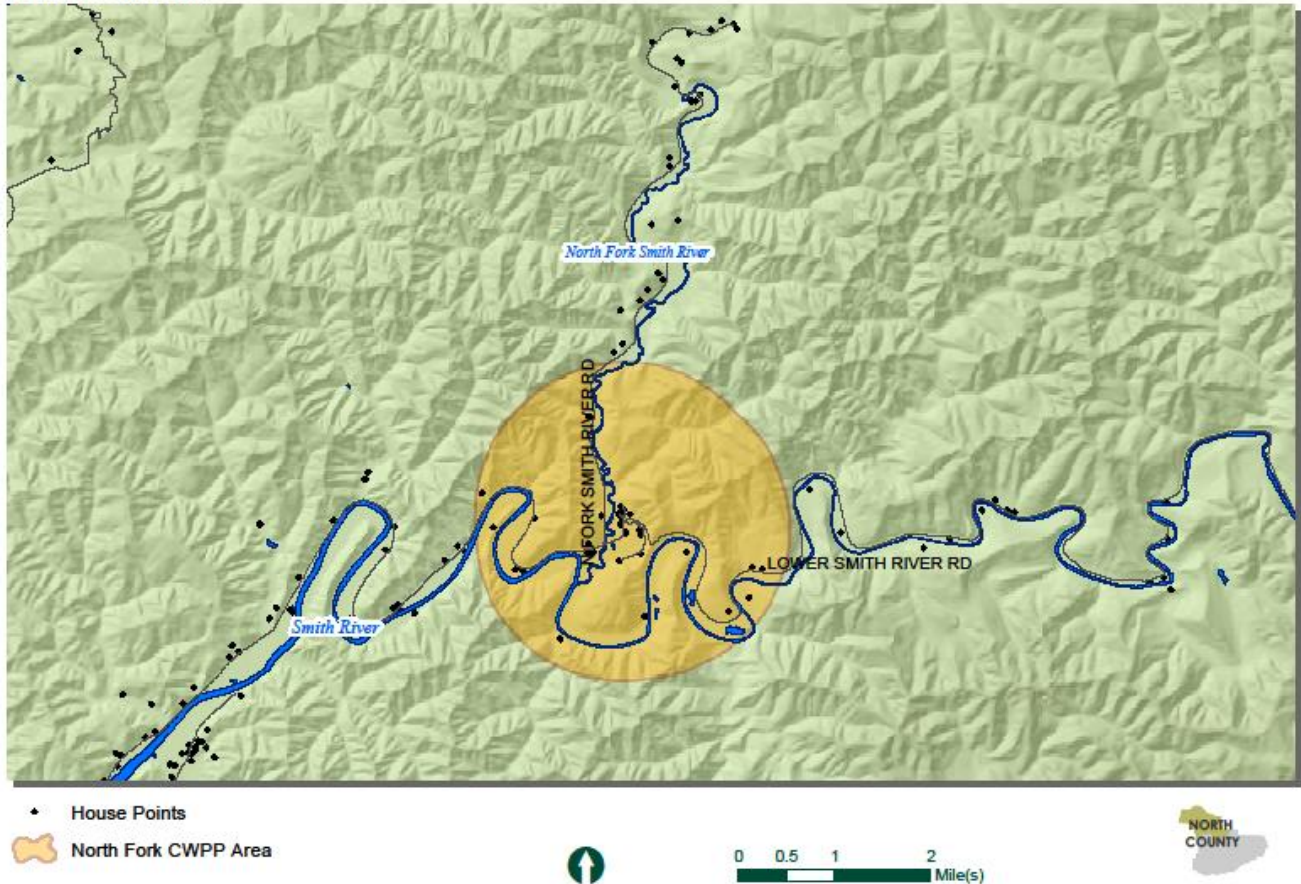 North Fork Smith River
N FORK SMITH RIVER RD
LOWER SMITH RIVER RD
Smith River
House Points
North Fork CWPP Area
0 0.5 1 2
Mile(s)
NORTH
COUNTY